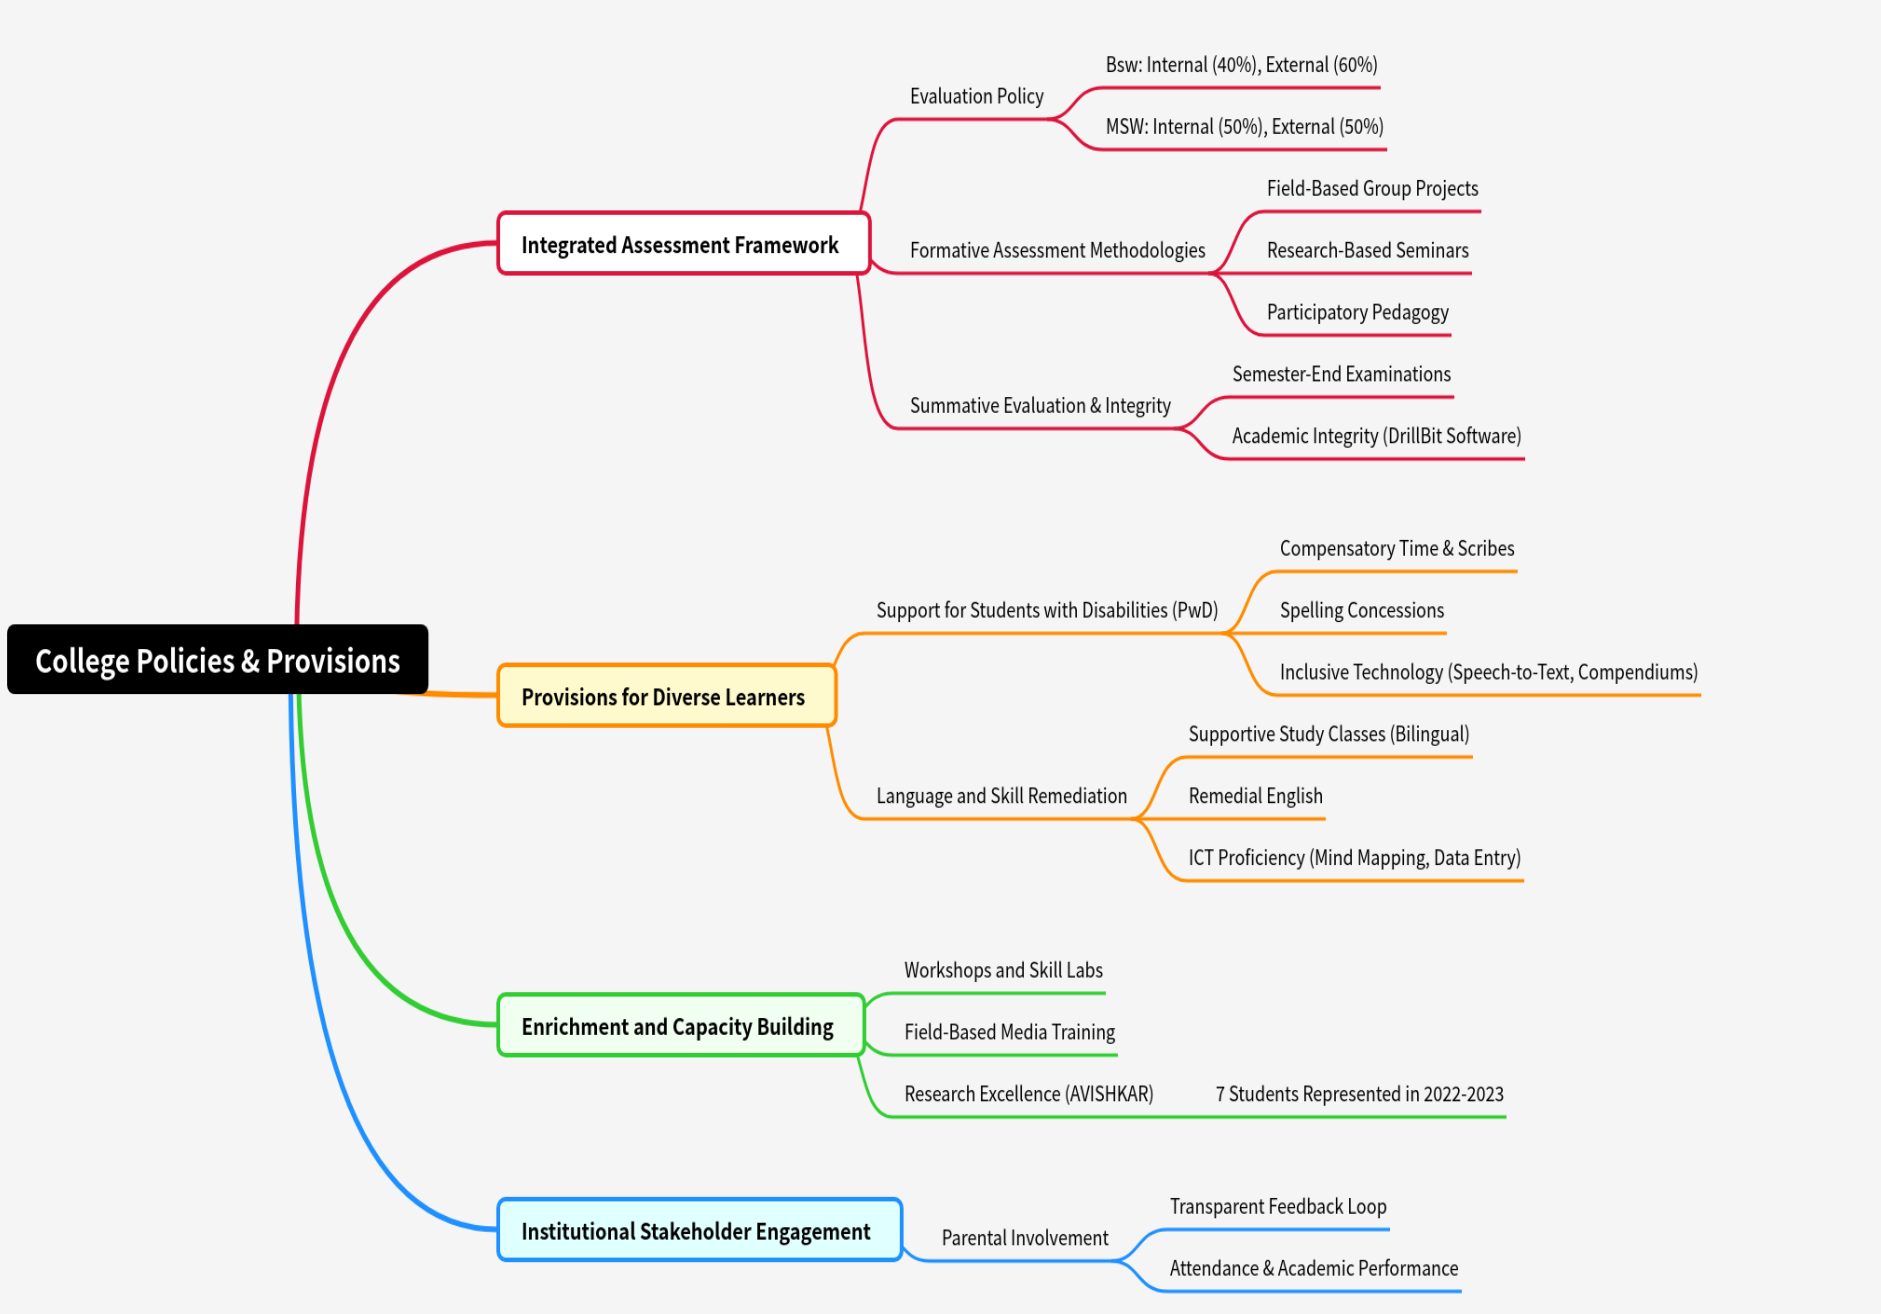 College Policies & Provisions
Integrated Assessment Framework
Evaluation Policy
Bsw: Internal (40%), External (60%)
MSW: Internal (50%), External (50%)
Formative Assessment Methodologies
Field-Based Group Projects
Research-Based Seminars
Participatory Pedagogy
Summative Evaluation & Integrity
Semester-End Examinations
Academic Integrity (DrillBit Software)
Provisions for Diverse Learners
Support for Students with Disabilities (PwD)
Compensatory Time & Scribes
Spelling Concessions
Inclusive Technology (Speech-to-Text, Compendiums)
Language and Skill Remediation
Supportive Study Classes (Bilingual)
Remedial English
ICT Proficiency (Mind Mapping, Data Entry)
Enrichment and Capacity Building
Workshops and Skill Labs
Field-Based Media Training
Research Excellence (AVISHKAR)
7 Students Represented in 2022-2023
Institutional Stakeholder Engagement
Parental Involvement
Transparent Feedback Loop
Attendance & Academic Performance